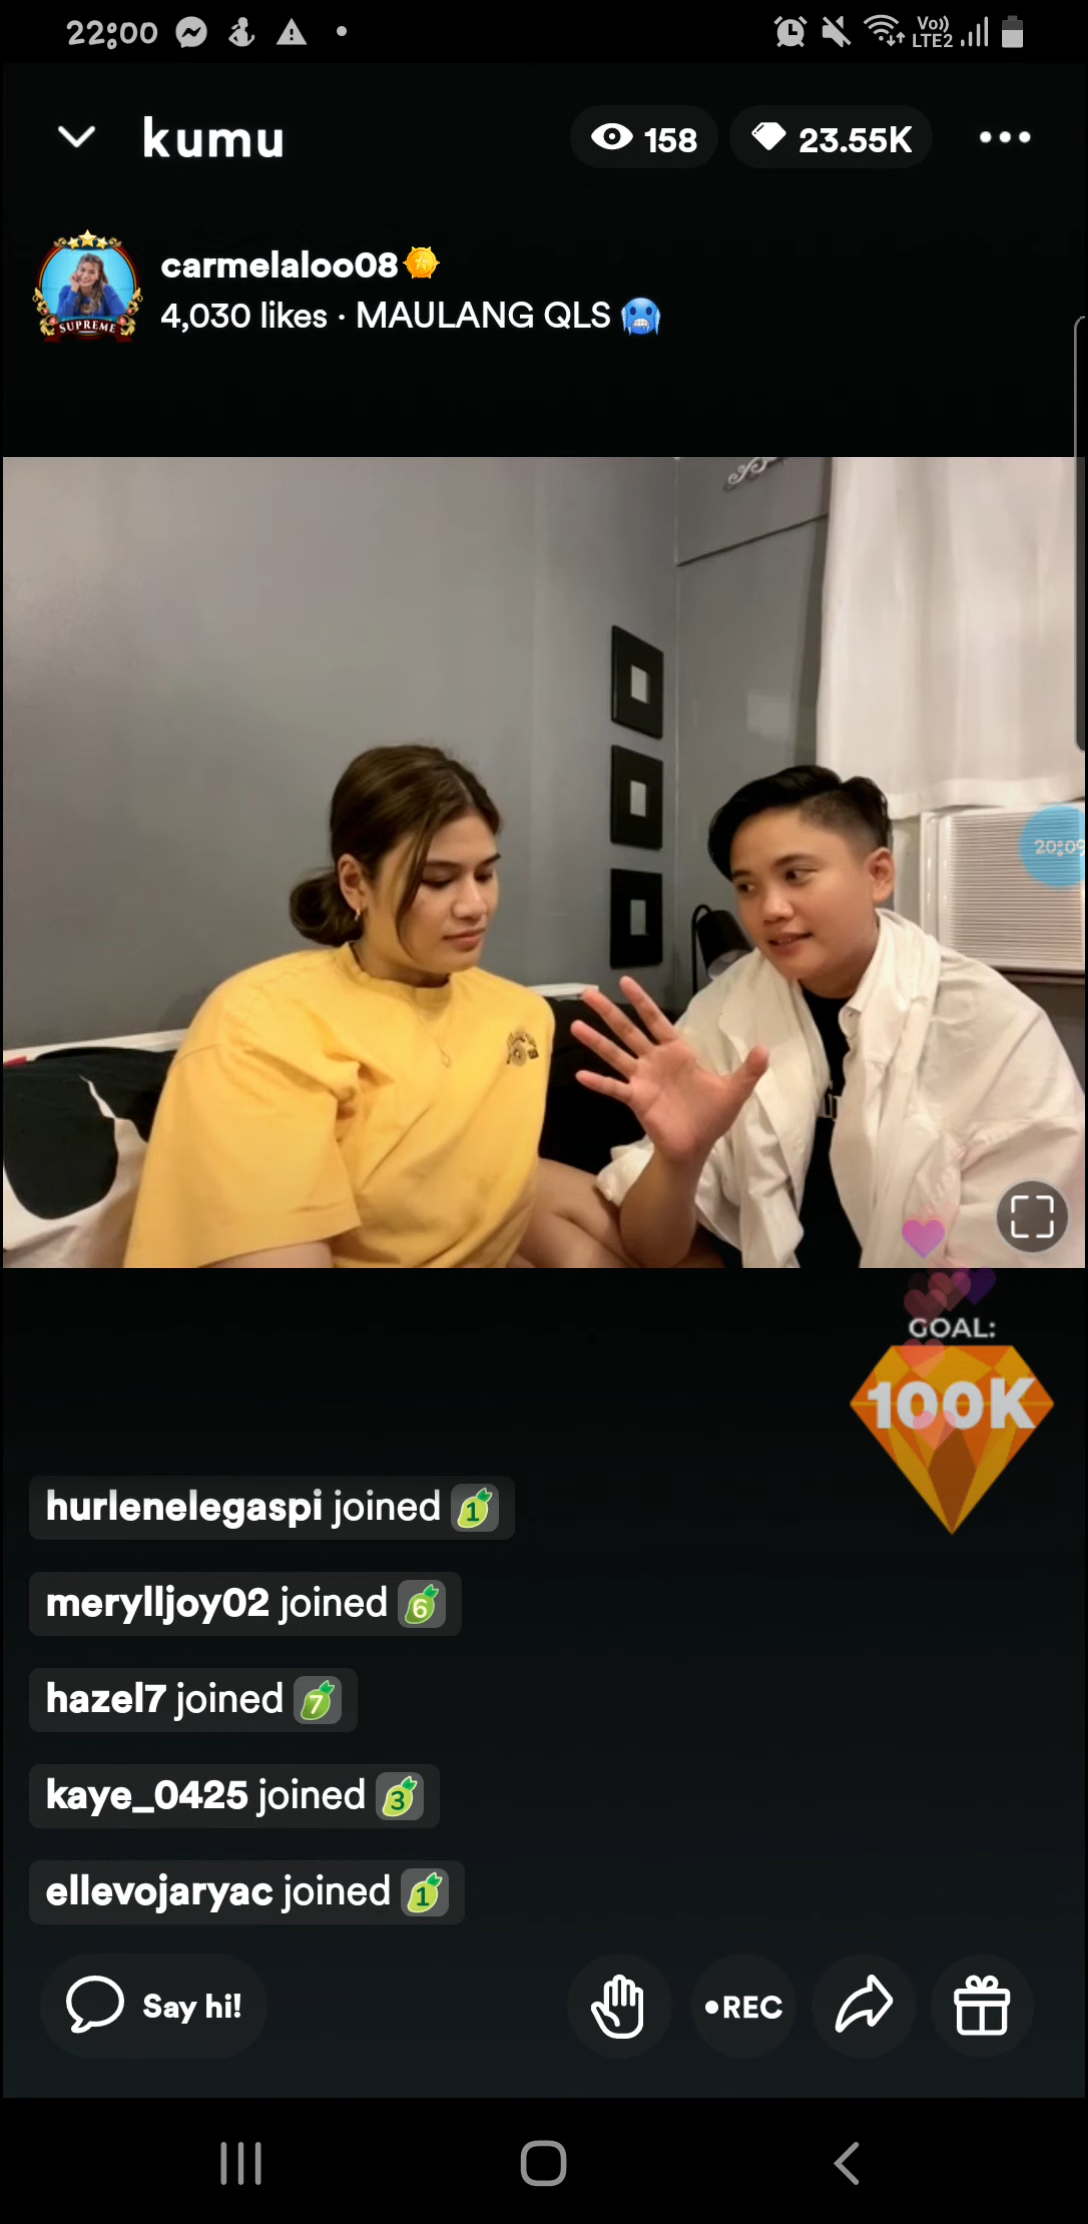 22:00
Vo))
LTE2
kumu
158
23.55K
carmelaloo08
4,030 likes · MAULANG QLS 🥶
SUPREME
20:09
GOAL:
100K
hurlenelegaspi joined 1
merylljoy02 joined 6
hazel7 joined 7
kaye_0425 joined 3
ellevojaryac joined 1
Say hi!
•REC